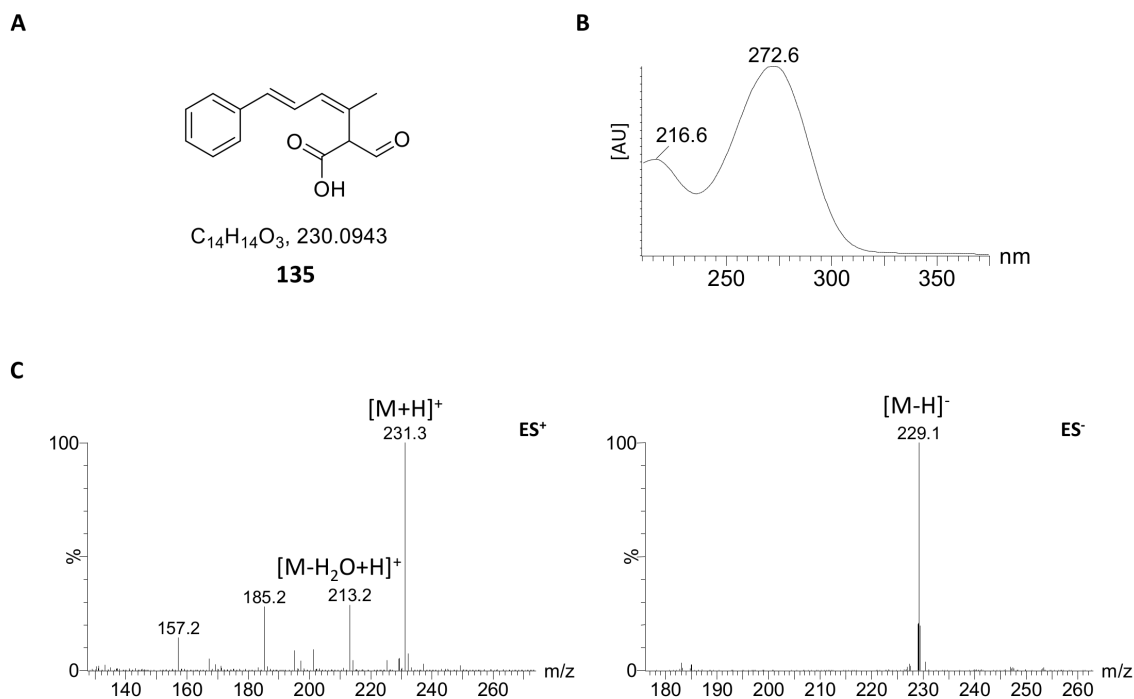 A
O
O
OH
C₁₄H₁₄O₃, 230.0943
135
B
272.6
216.6
[AU]
250 300 350 nm
C
[M+H]⁺
231.3
ES⁺
100
%
[M-H₂O+H]⁺
213.2
185.2
157.2
0
140 160 180 200 220 240 260 m/z
[M-H]⁻
229.1
ES⁻
100
%
0
180 190 200 210 220 230 240 250 260 m/z